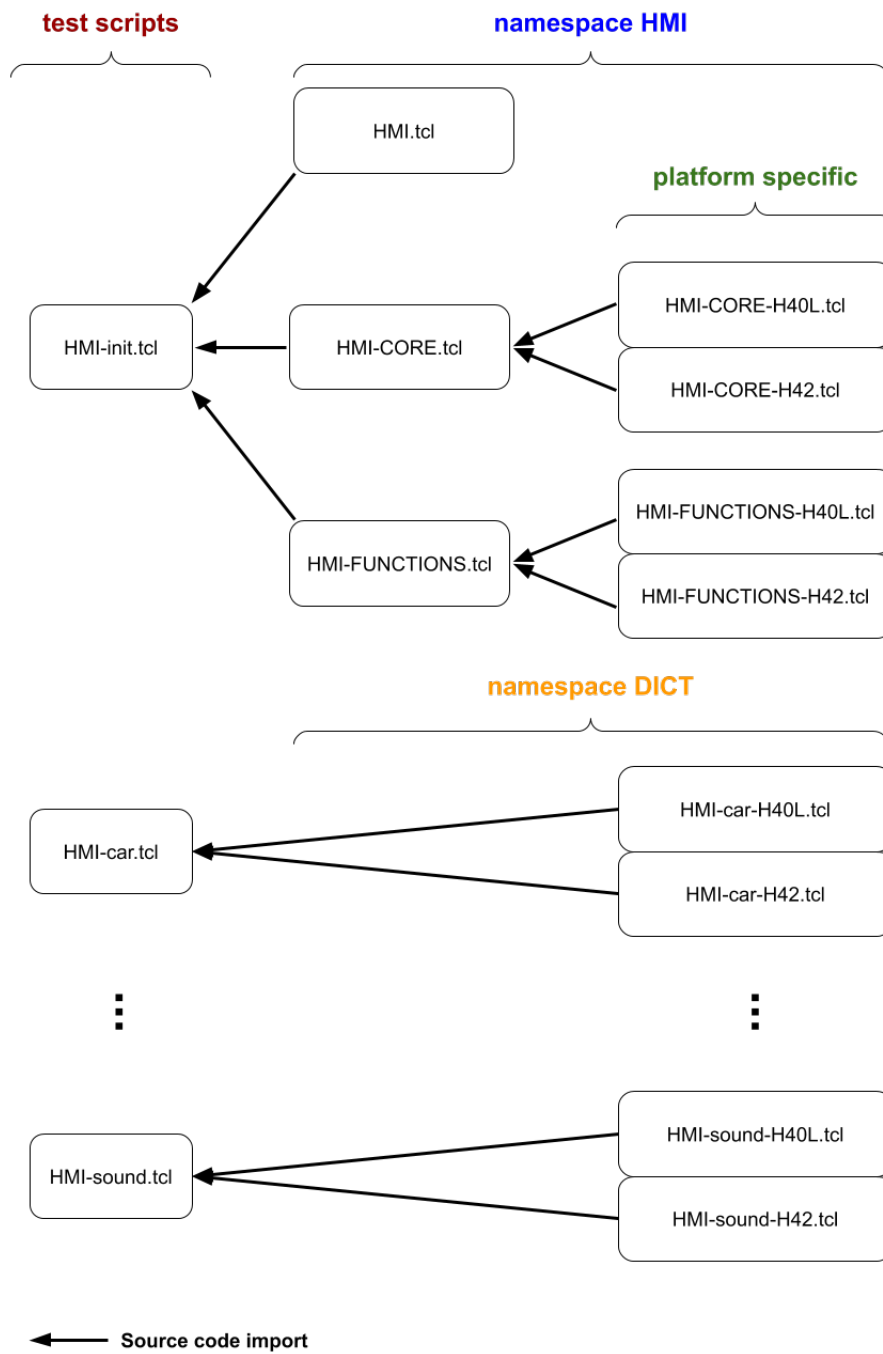 test scripts
namespace HMI
HMI.tcl
platform specific
HMI-init.tcl
HMI-CORE.tcl
HMI-CORE-H40L.tcl
HMI-CORE-H42.tcl
HMI-FUNCTIONS.tcl
HMI-FUNCTIONS-H40L.tcl
HMI-FUNCTIONS-H42.tcl
namespace DICT
HMI-car.tcl
HMI-car-H40L.tcl
HMI-car-H42.tcl
HMI-sound.tcl
HMI-sound-H40L.tcl
HMI-sound-H42.tcl
Source code import